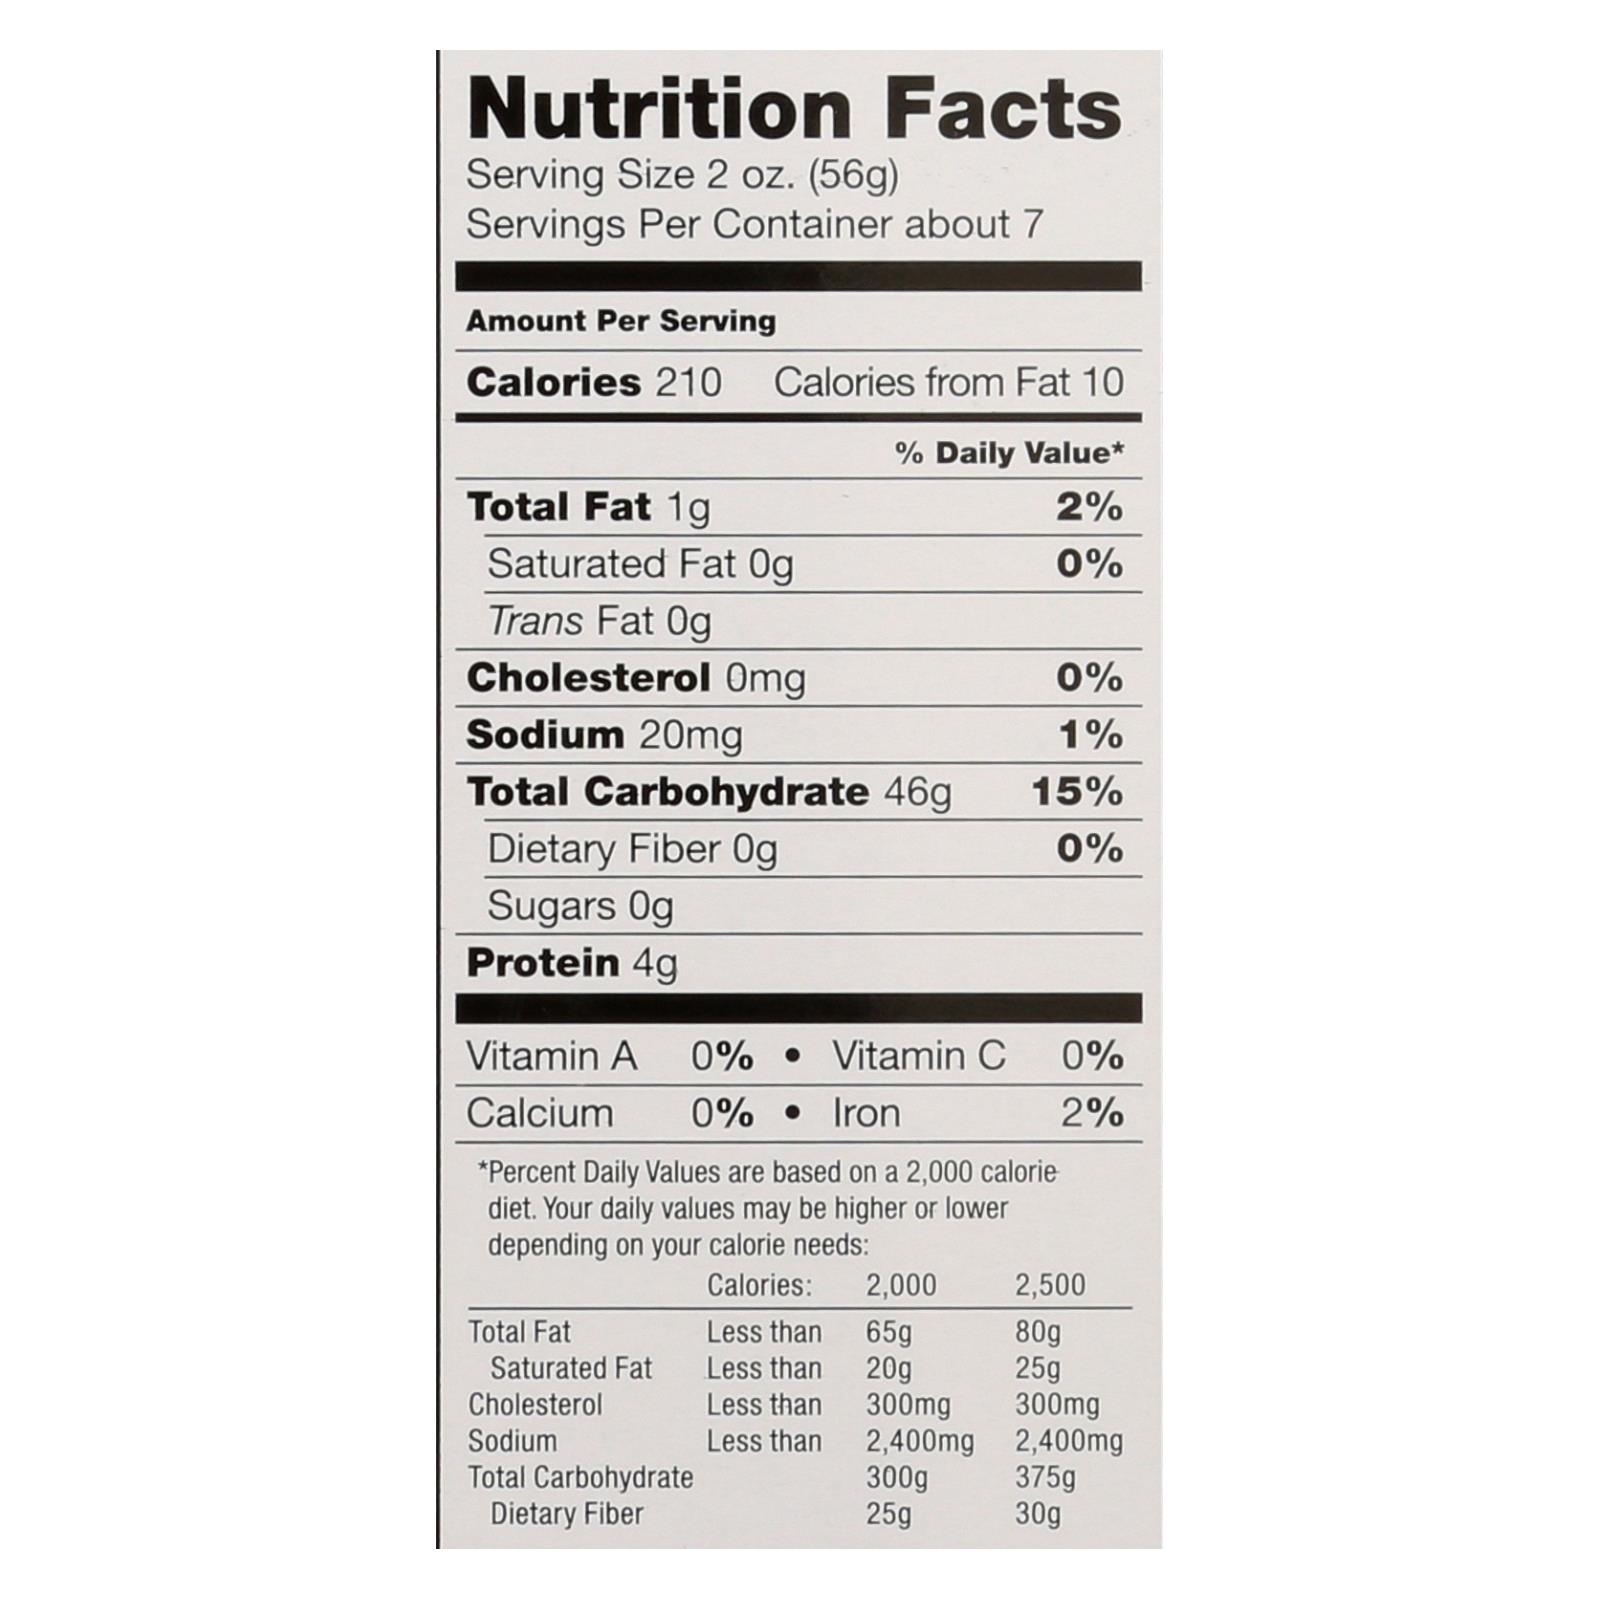 Nutrition Facts
Serving Size 2 oz. (56g)
Servings Per Container about 7
Amount Per Serving
Calories 210 Calories from Fat 10
% Daily Value*
Total Fat 1g 2%
Saturated Fat 0g 0%
Trans Fat 0g
Cholesterol 0mg 0%
Sodium 20mg 1%
Total Carbohydrate 46g 15%
Dietary Fiber 0g 0%
Sugars 0g
Protein 4g
Vitamin A 0% • Vitamin C 0%
Calcium 0% • Iron 2%
*Percent Daily Values are based on a 2,000 calorie
diet. Your daily values may be higher or lower
depending on your calorie needs:
Calories: 2,000 2,500
Total Fat Less than 65g 80g
Saturated Fat Less than 20g 25g
Cholesterol Less than 300mg 300mg
Sodium Less than 2,400mg 2,400mg
Total Carbohydrate 300g 375g
Dietary Fiber 25g 30g